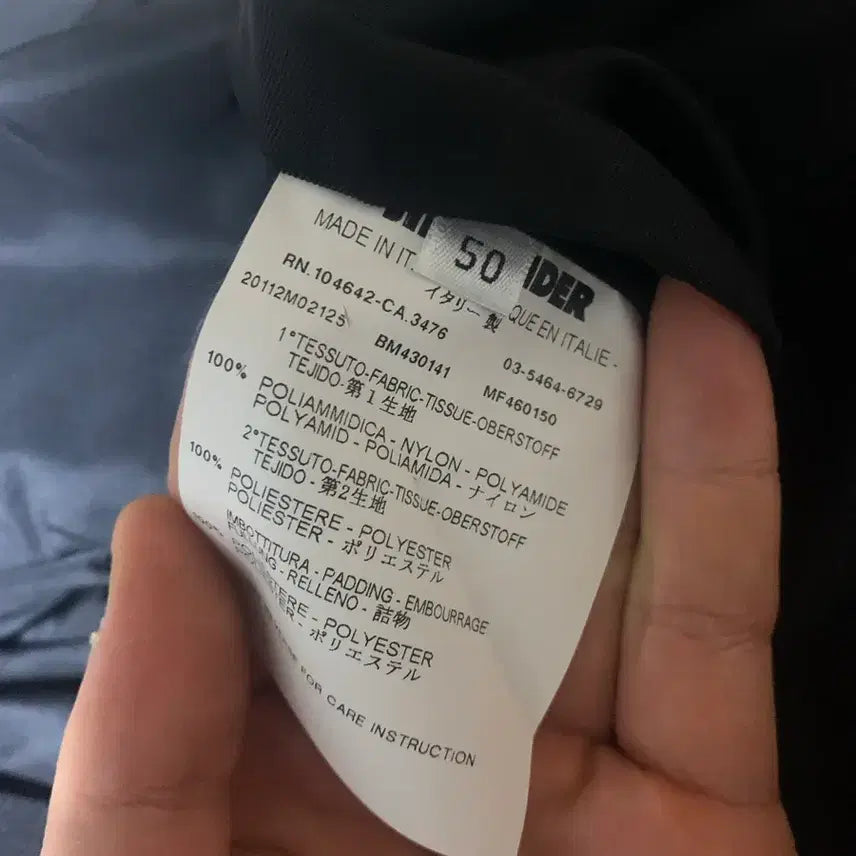 50
IDER
MADE IN IT
QUE EN ITALIE -
イタリー製
RN.104642-CA.3476
03-5464-6729
20112M02125
BM430141
MF460150
1°TESSUTO-FABRIC-TISSUE-OBERSTOFF
TEJIDO-第1生地
100% POLIAMMIDICA - NYLON - POLYAMIDE
POLYAMID - POLIAMIDA - ナイロン
2°TESSUTO-FABRIC-TISSUE-OBERSTOFF
TEJIDO - 第2生地
100% POLIESTERE - POLYESTER
POLIESTER - ポリエステル
IMBOTTITURA - PADDING - EMBOURRAGE
- RELLENO - 詰物
100% - POLYESTER
- ポリエステル
FOR CARE INSTRUCTION